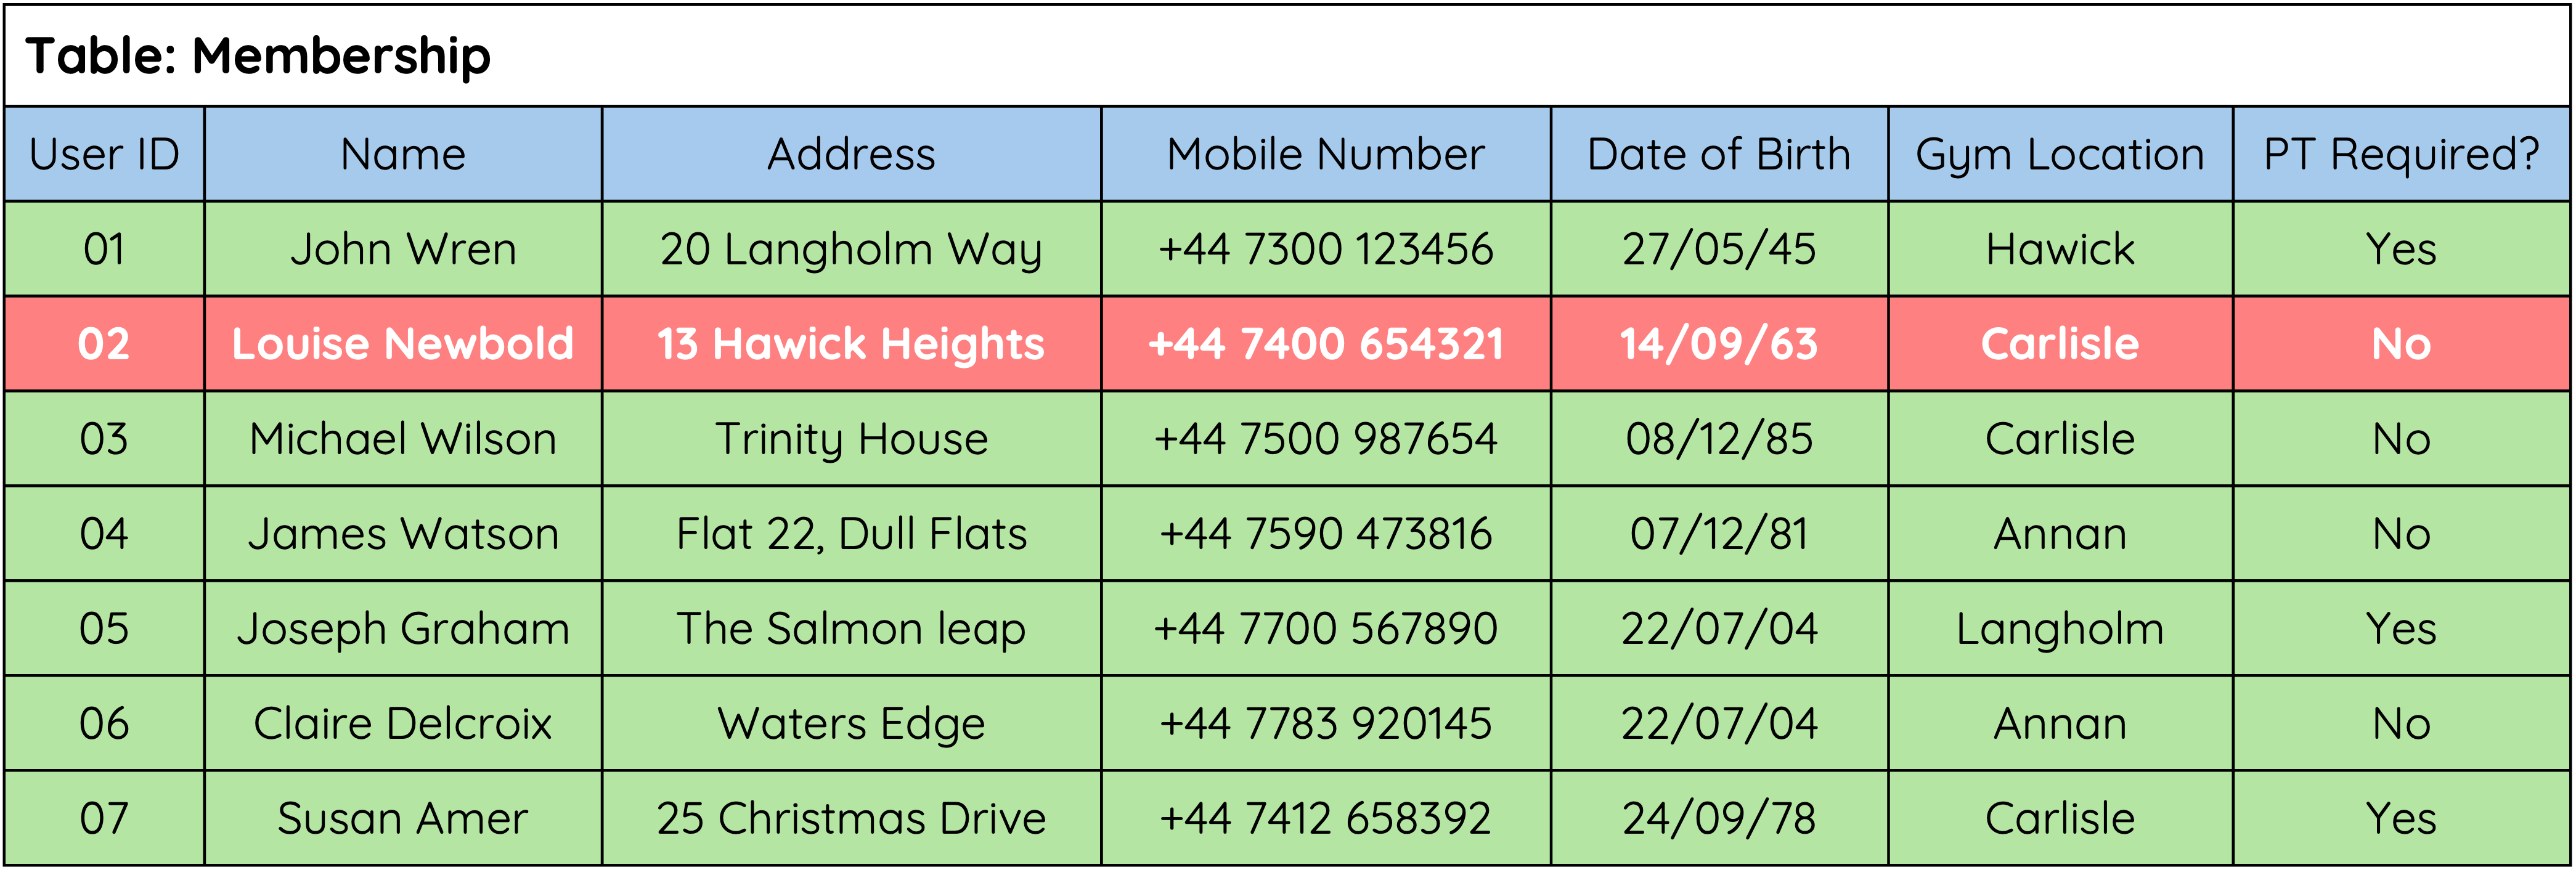 Table: Membership
User ID Name Address Mobile Number Date of Birth Gym Location PT Required?
01 John Wren 20 Langholm Way +44 7300 123456 27/05/45 Hawick Yes
02 Louise Newbold 13 Hawick Heights +44 7400 654321 14/09/63 Carlisle No
03 Michael Wilson Trinity House +44 7500 987654 08/12/85 Carlisle No
04 James Watson Flat 22, Dull Flats +44 7590 473816 07/12/81 Annan No
05 Joseph Graham The Salmon leap +44 7700 567890 22/07/04 Langholm Yes
06 Claire Delcroix Waters Edge +44 7783 920145 22/07/04 Annan No
07 Susan Amer 25 Christmas Drive +44 7412 658392 24/09/78 Carlisle Yes